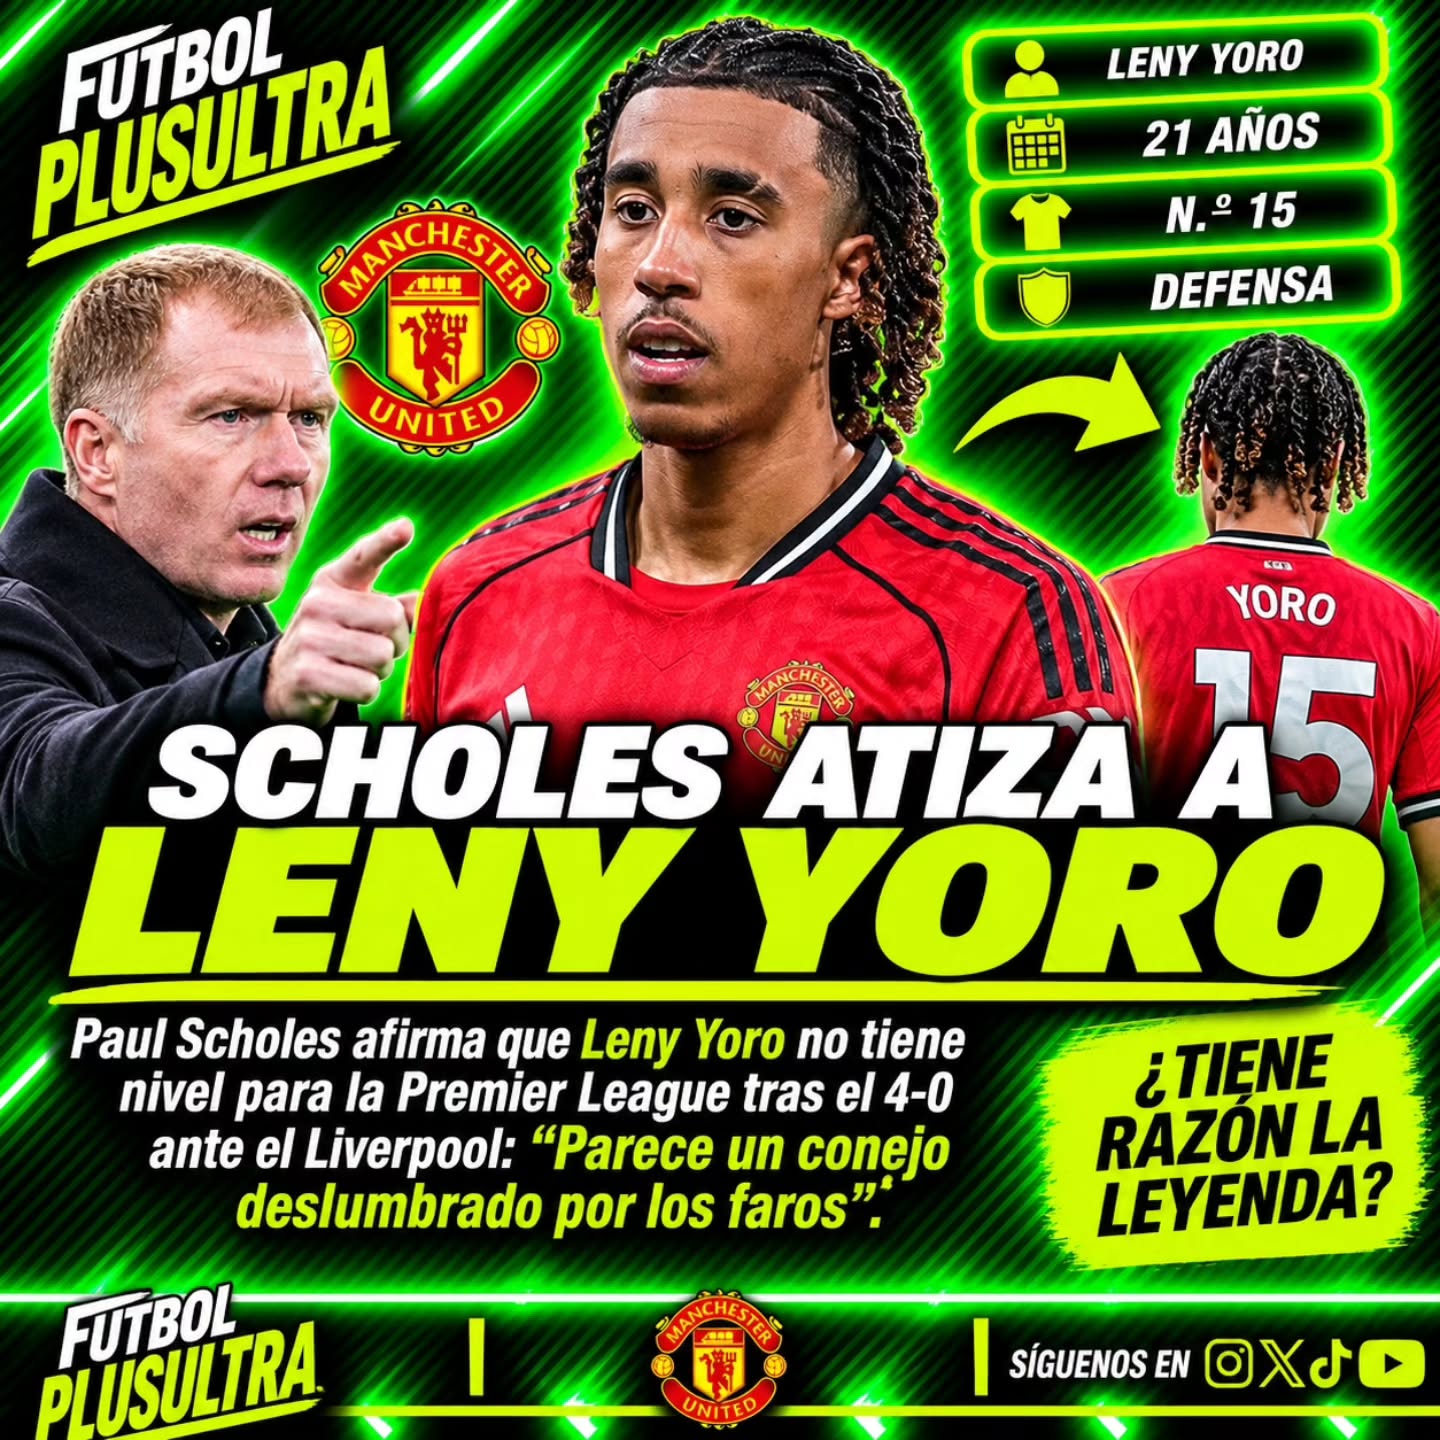 FUTBOL
PLUSULTRA
LENY YORO
21 AÑOS
N.º 15
DEFENSA
MANCHESTER
UNITED
YORO
15
MANCHESTER
UN
SCHOLES ATIZA A
LENY YORO
Paul Scholes afirma que Leny Yoro no tiene
nivel para la Premier League tras el 4-0
ante el Liverpool: “Parece un conejo
deslumbrado por los faros”.
¿TIENE
RAZÓN LA
LEYENDA?
FUTBOL
PLUSULTRA
MANCHESTER
UNITED
SÍGUENOS EN